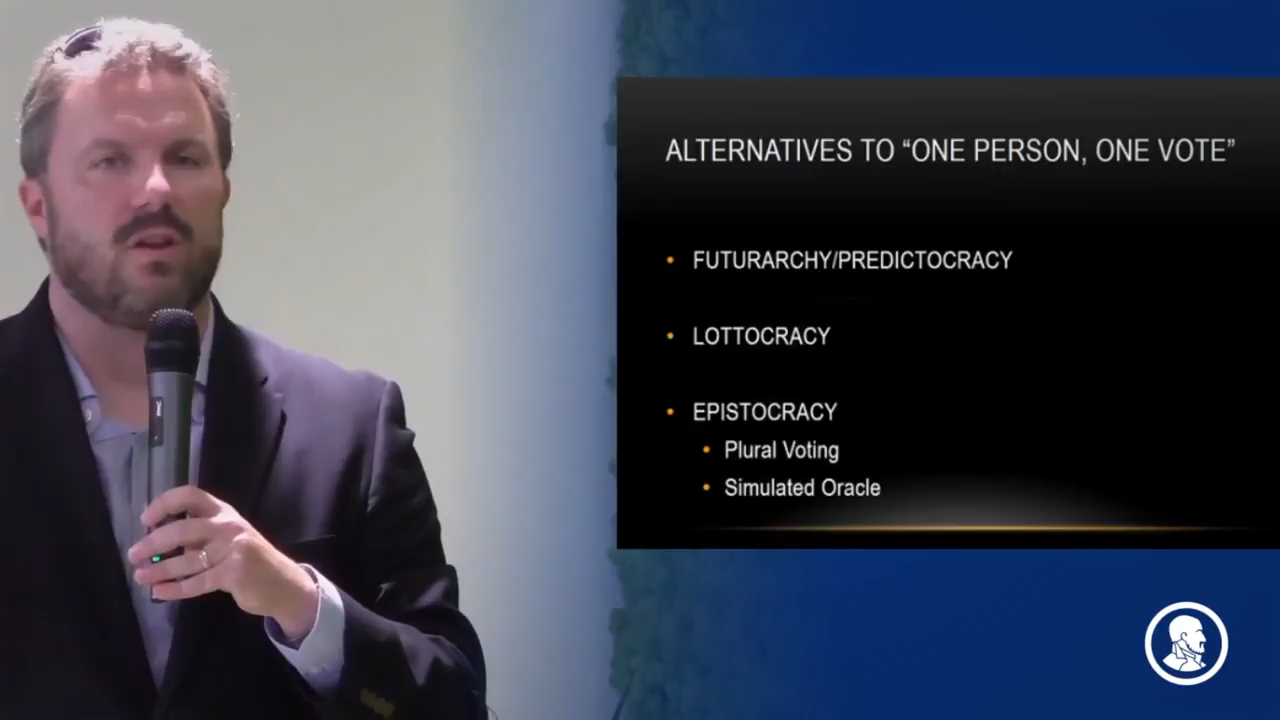 ALTERNATIVES TO “ONE PERSON, ONE VOTE”
• FUTURARCHY/PREDICTOCRACY
• LOTTOCRACY
• EPISTOCRACY
• Plural Voting
• Simulated Oracle